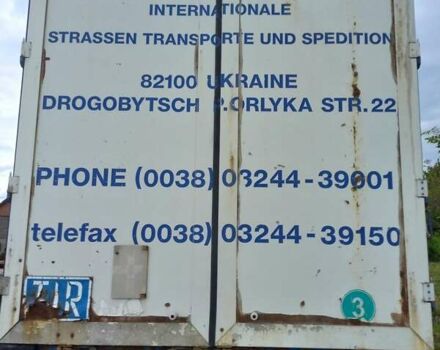 INTERNATIONALE
STRASSEN TRANSPORTE UND SPEDITION
82100 UKRAINE
DROGOBYTSCH P.ORLYKA STR.22
PHONE (0038) 03244-39001
telefax (0038) 03244-39150
TIR
3